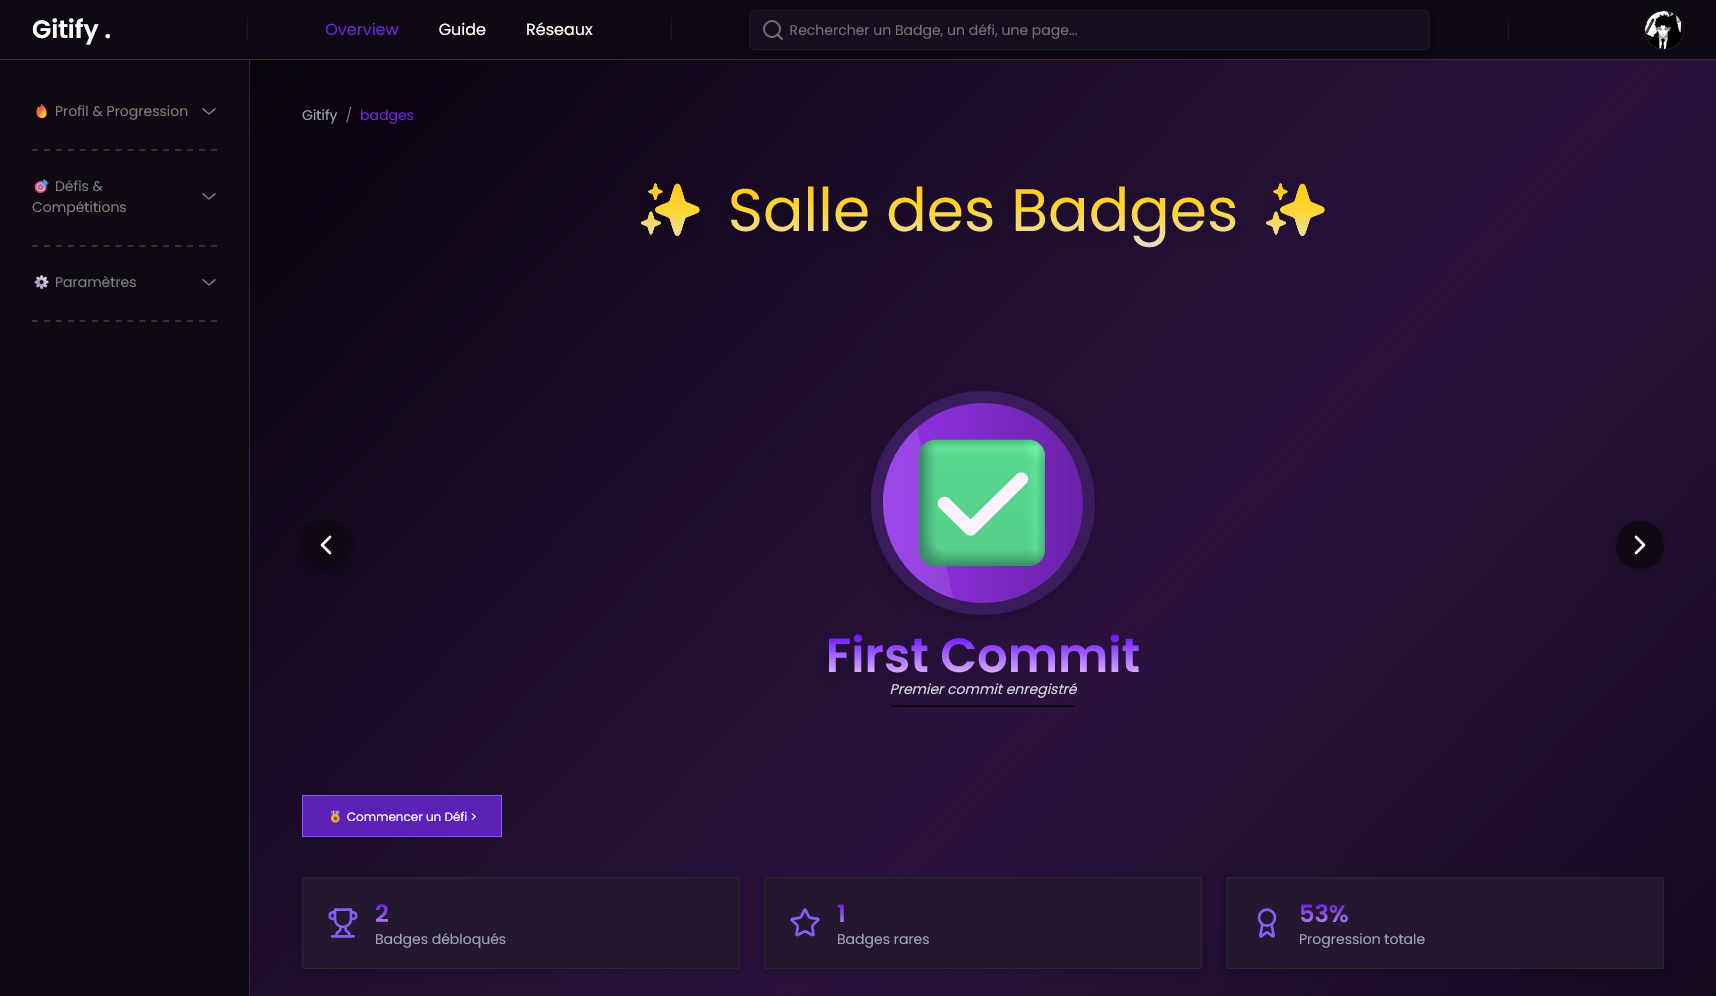 Gitify .
Overview
Guide
Réseaux
Rechercher un Badge, un défi, une page...
Profil & Progression
Défis &
Compétitions
Paramètres
Gitify / badges
✨ Salle des Badges ✨
First Commit
Premier commit enregistré
Commencer un Défi >
2
Badges débloqués
1
Badges rares
53%
Progression totale